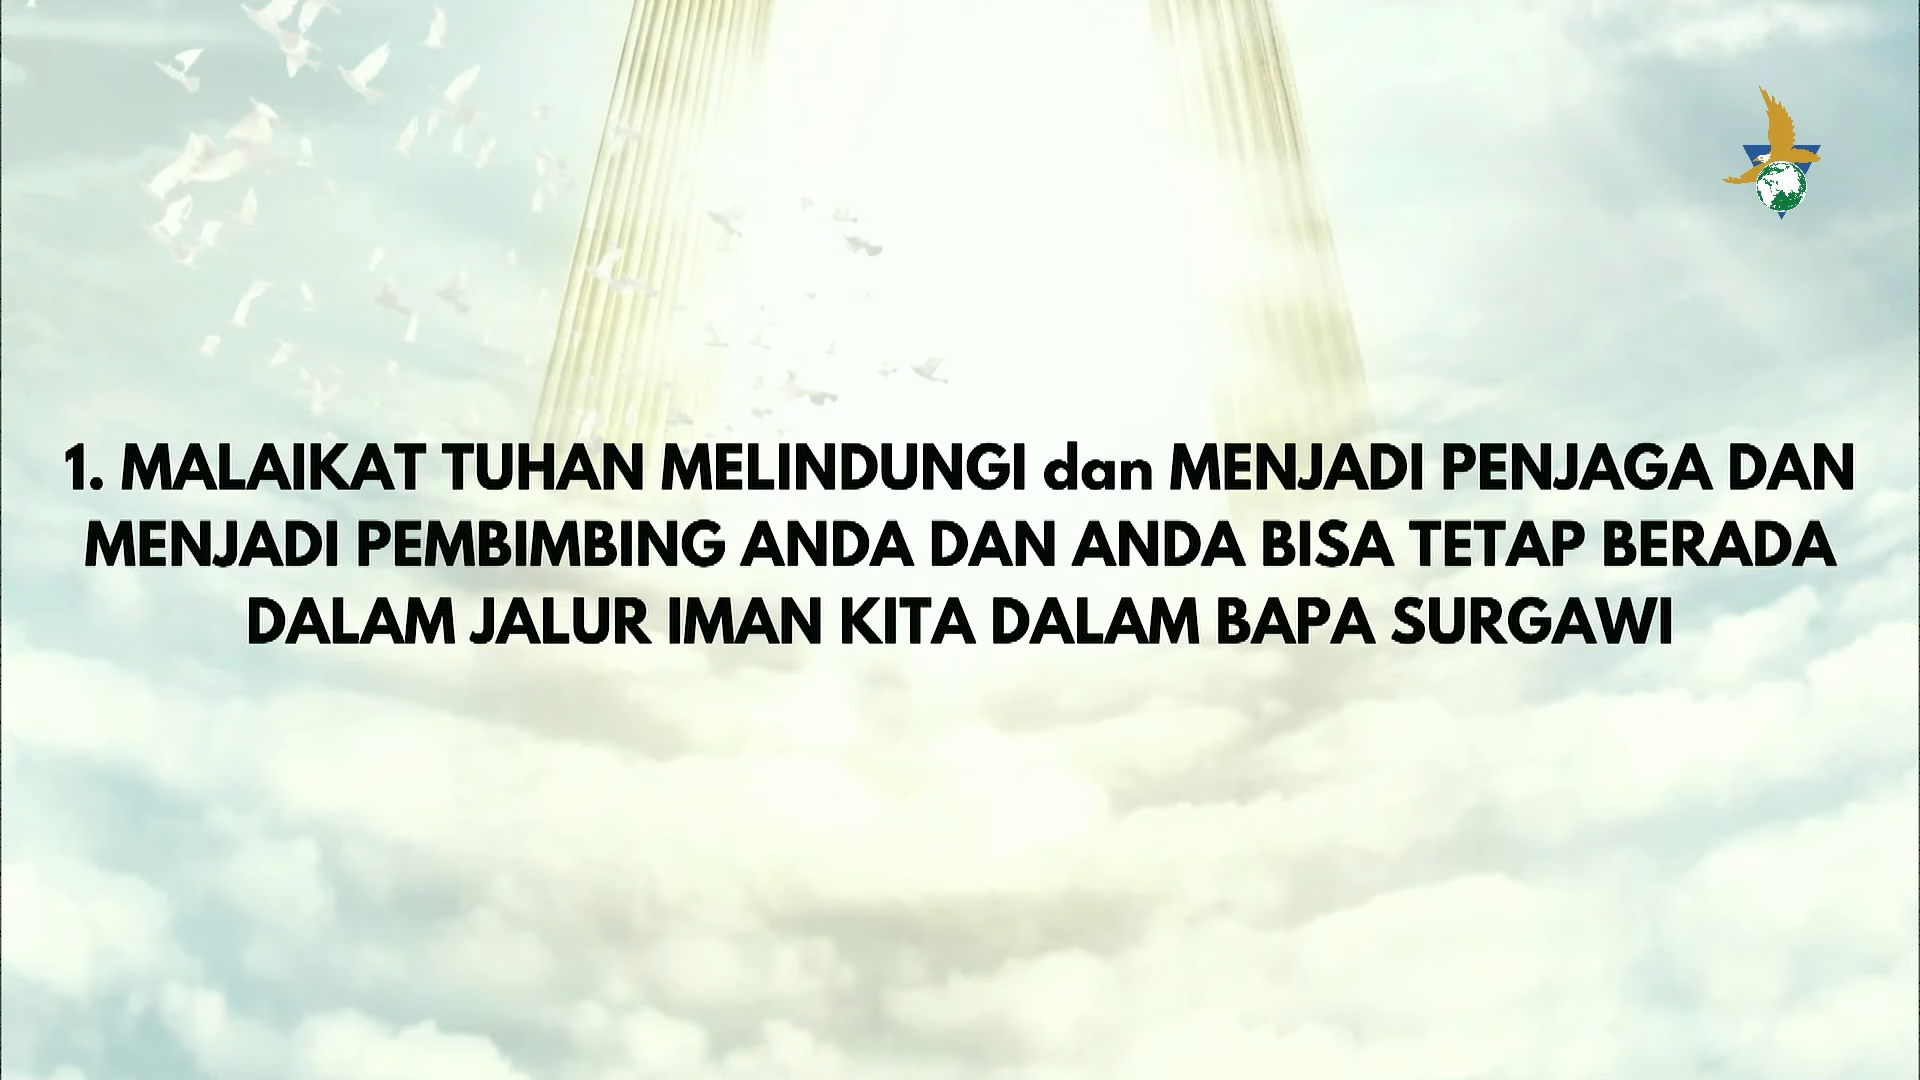 1. MALAIKAT TUHAN MELINDUNGI dan MENJADI PENJAGA DAN
MENJADI PEMBIMBING ANDA DAN ANDA BISA TETAP BERADA
DALAM JALUR IMAN KITA DALAM BAPA SURGAWI